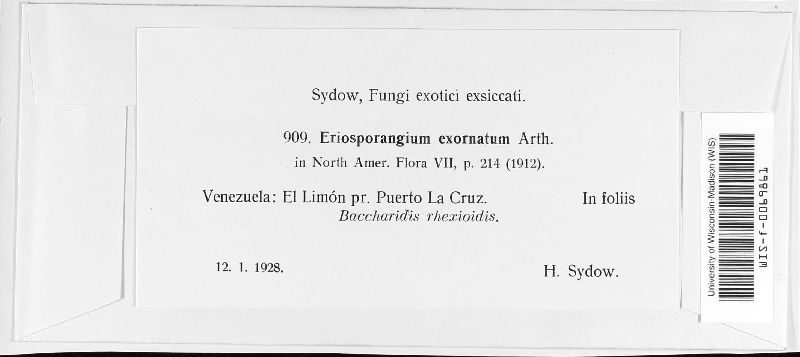 Sydow, Fungi exotici exsiccati.
909. Eriosporangium exornatum Arth.
in North Amer. Flora VII, p. 214 (1912).
Venezuela: El Limón pr. Puerto La Cruz. In foliis
Baccharidis rhexioidis.
12. 1. 1928. H. Sydow.
University of Wisconsin-Madison (WIS)
WIS-f-0069861